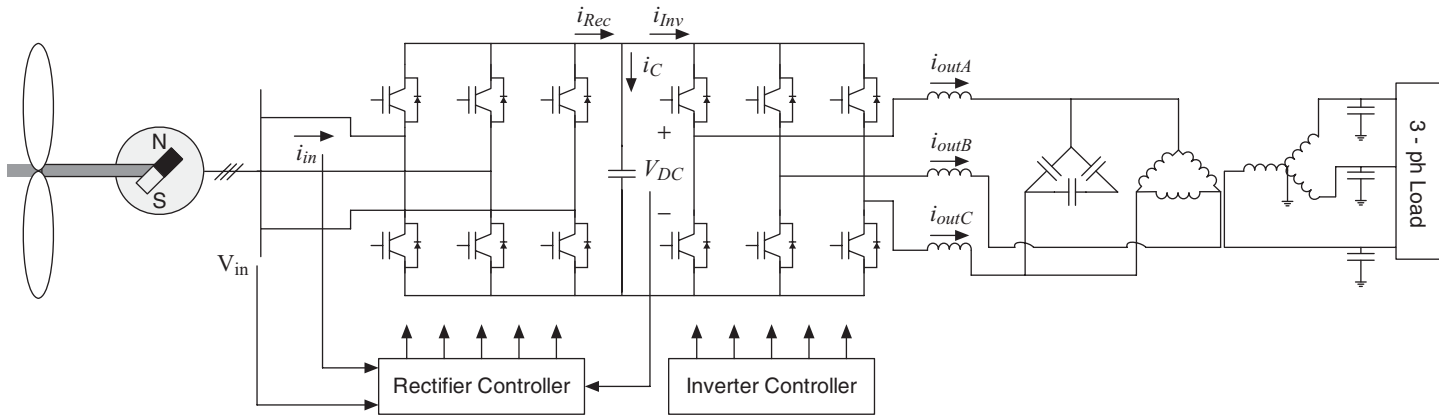 i_Rec
i_Inv
i_C
i_outA
N
S
i_in
+
V_DC
−
i_outB
i_outC
3 - ph Load
V_in
Rectifier Controller
Inverter Controller